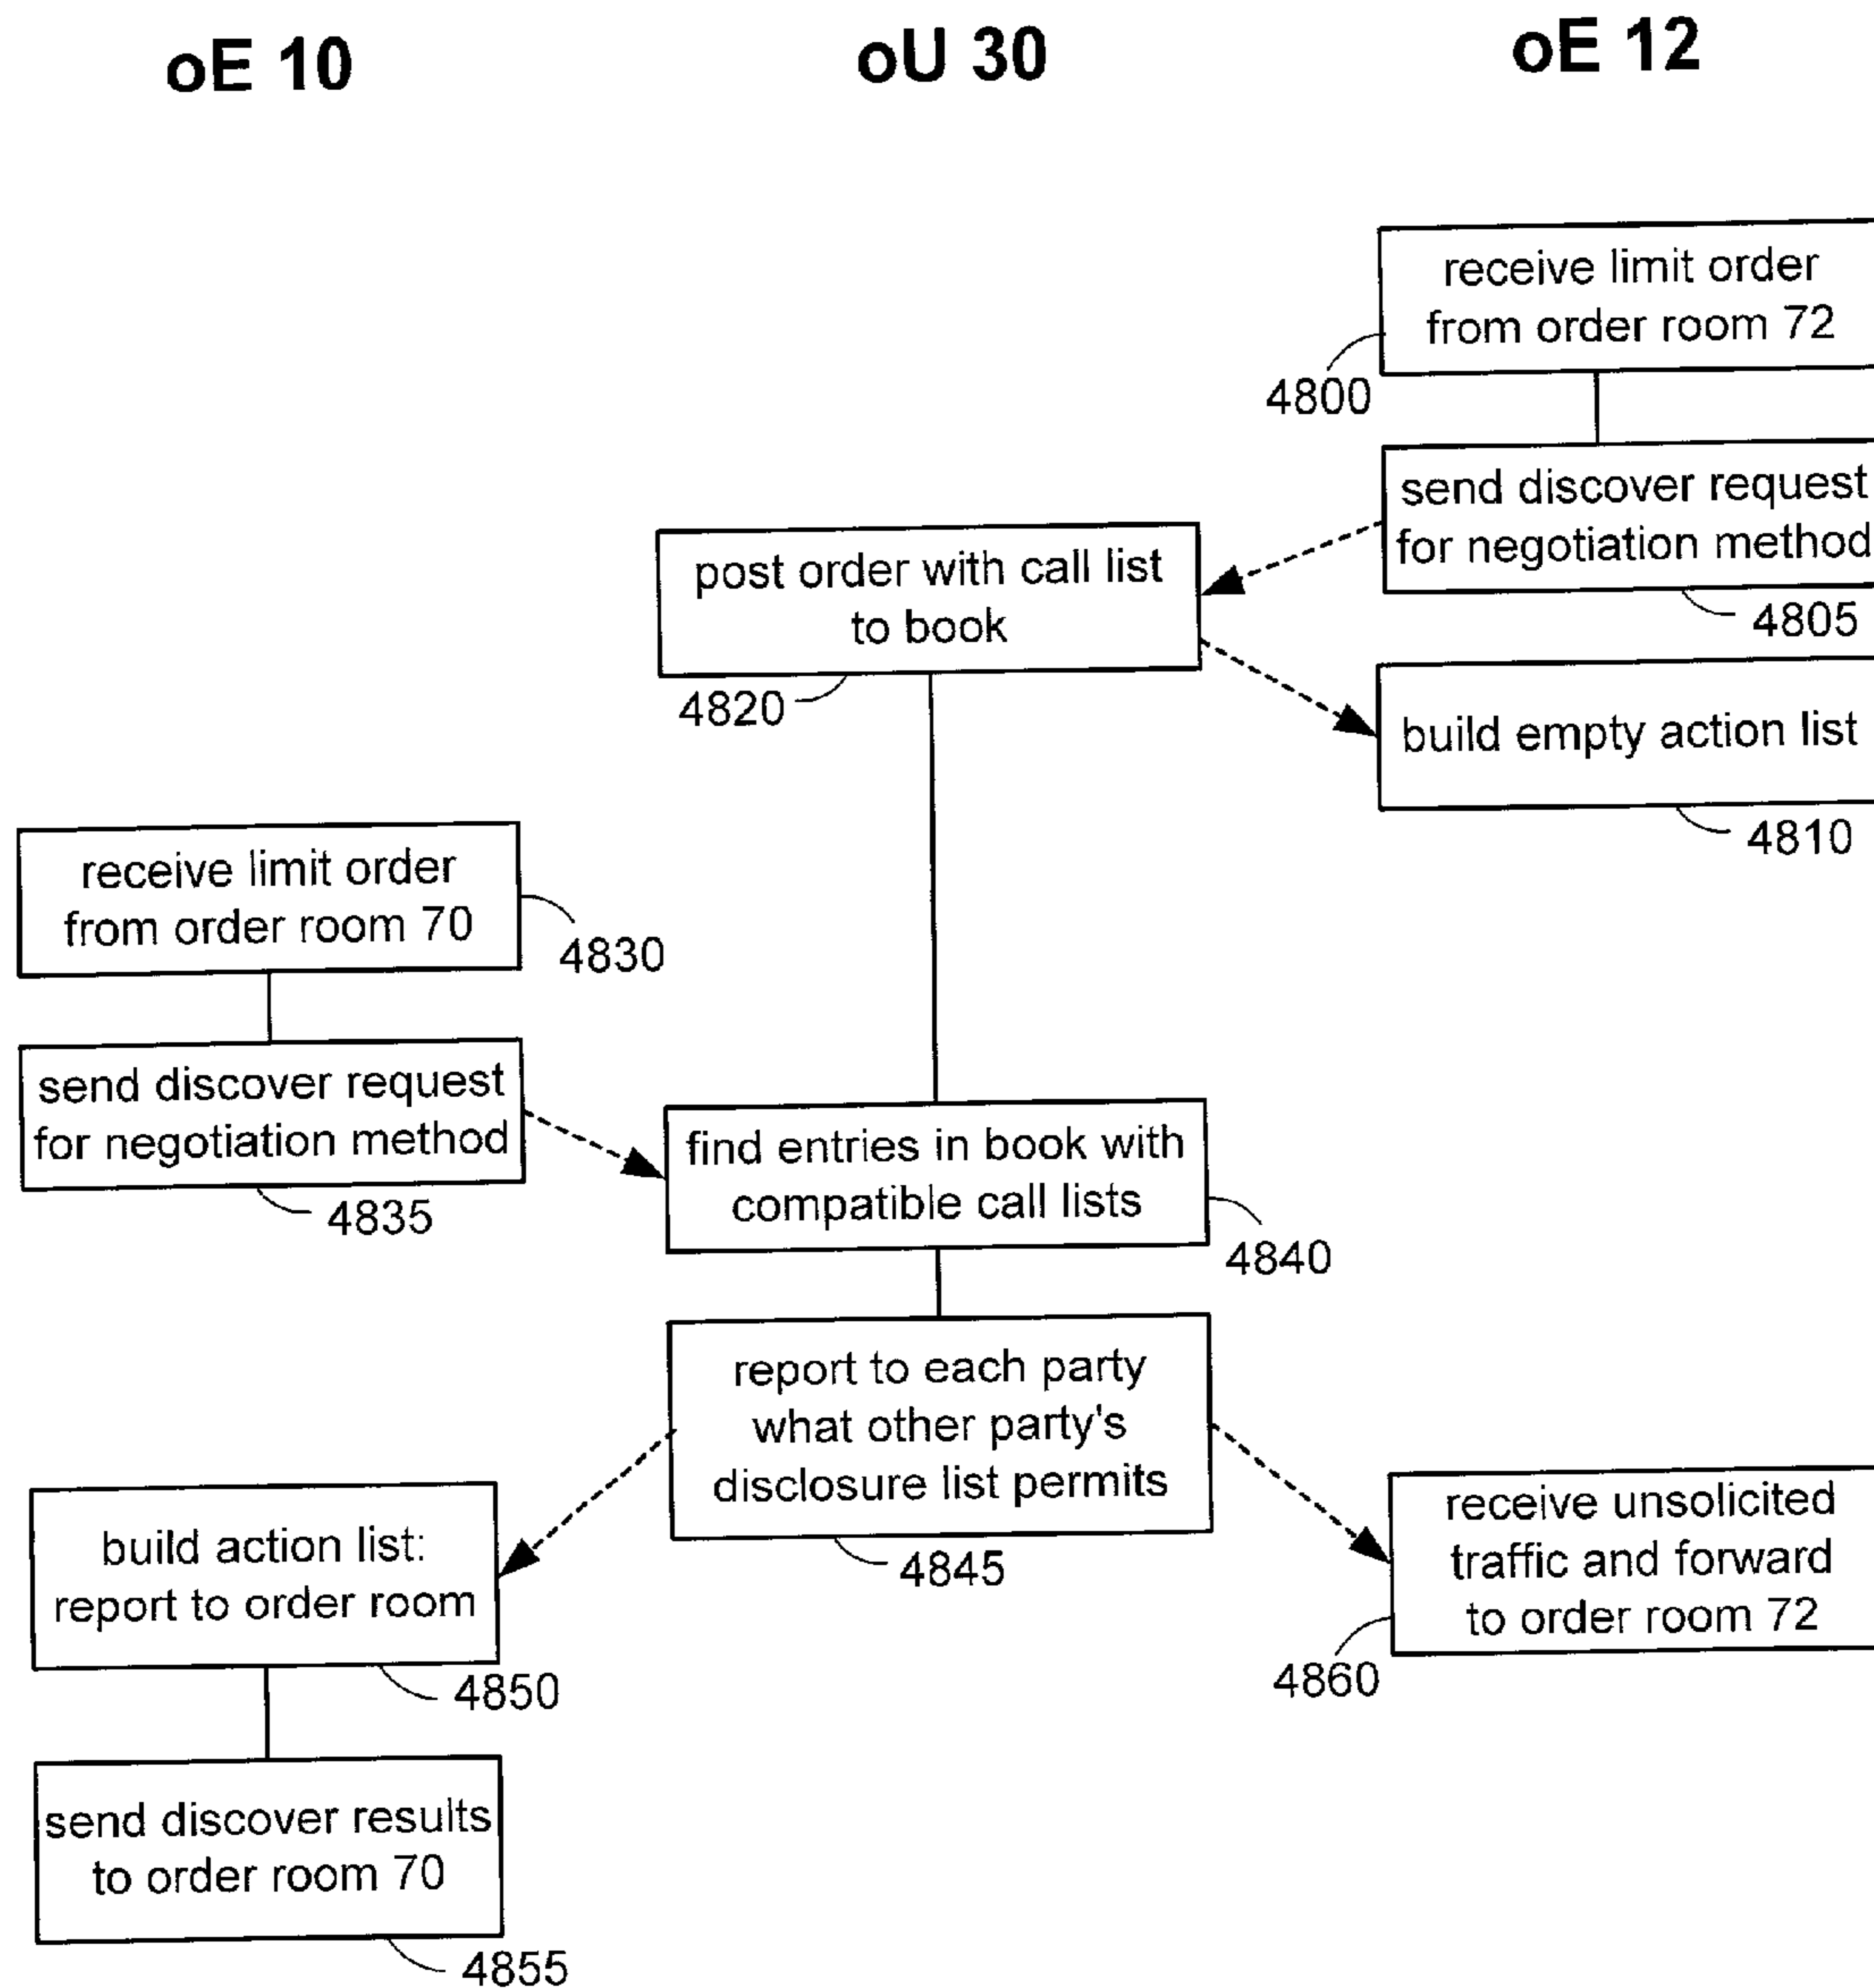 oE 10
oU 30
oE 12
receive limit order
from order room 72
4800
send discover request
for negotiation method
4805
post order with call list
to book
4820
build empty action list
4810
receive limit order
from order room 70
4830
send discover request
for negotiation method
4835
find entries in book with
compatible call lists
4840
report to each party
what other party's
disclosure list permits
4845
build action list:
report to order room
4850
receive unsolicited
traffic and forward
to order room 72
4860
send discover results
to order room 70
4855